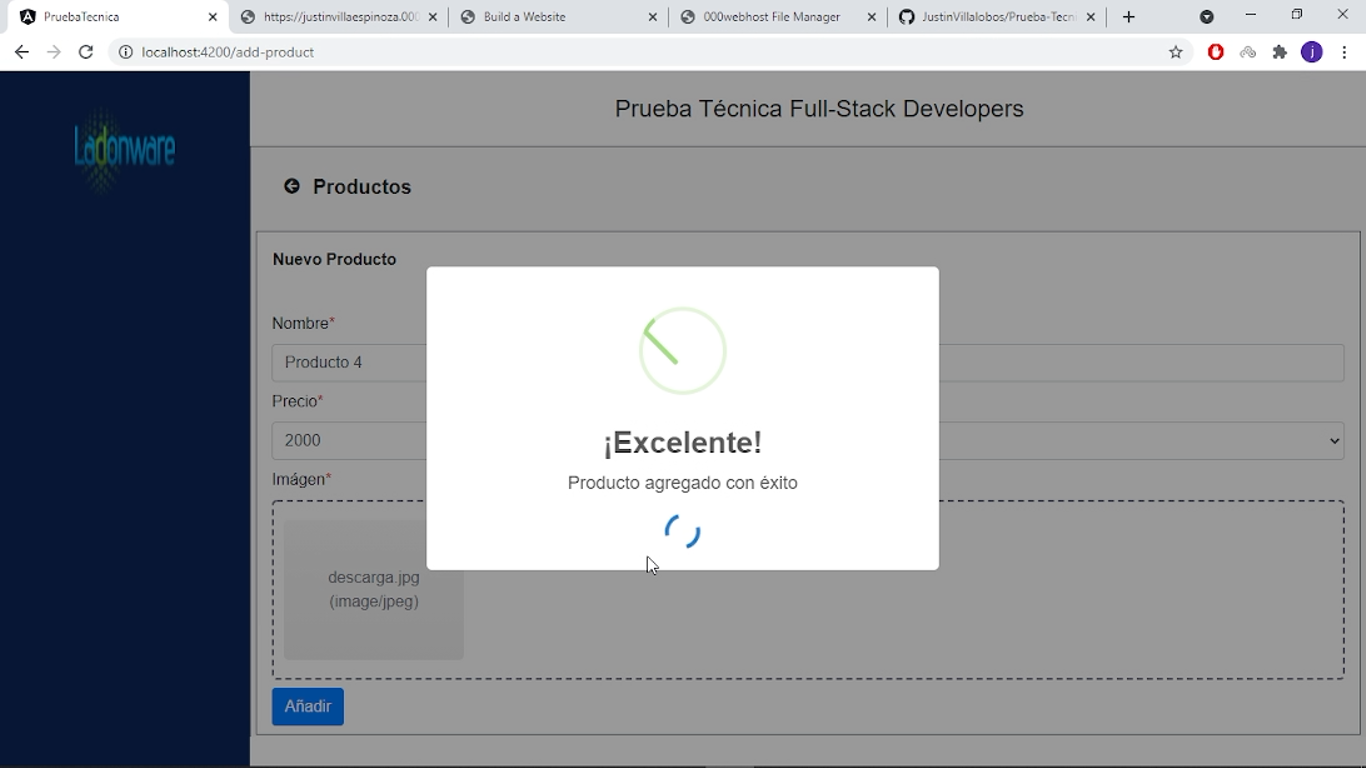 PruebaTecnica
https://justinvillaespinoza.000
Build a Website
000webhost File Manager
JustinVillalobos/Prueba-Tecni
localhost:4200/add-product
j
Ladonware
Prueba Técnica Full-Stack Developers
Productos
Nuevo Producto
Nombre*
Producto 4
Precio*
2000
Imágen*
descarga.jpg
(image/jpeg)
Añadir
¡Excelente!
Producto agregado con éxito